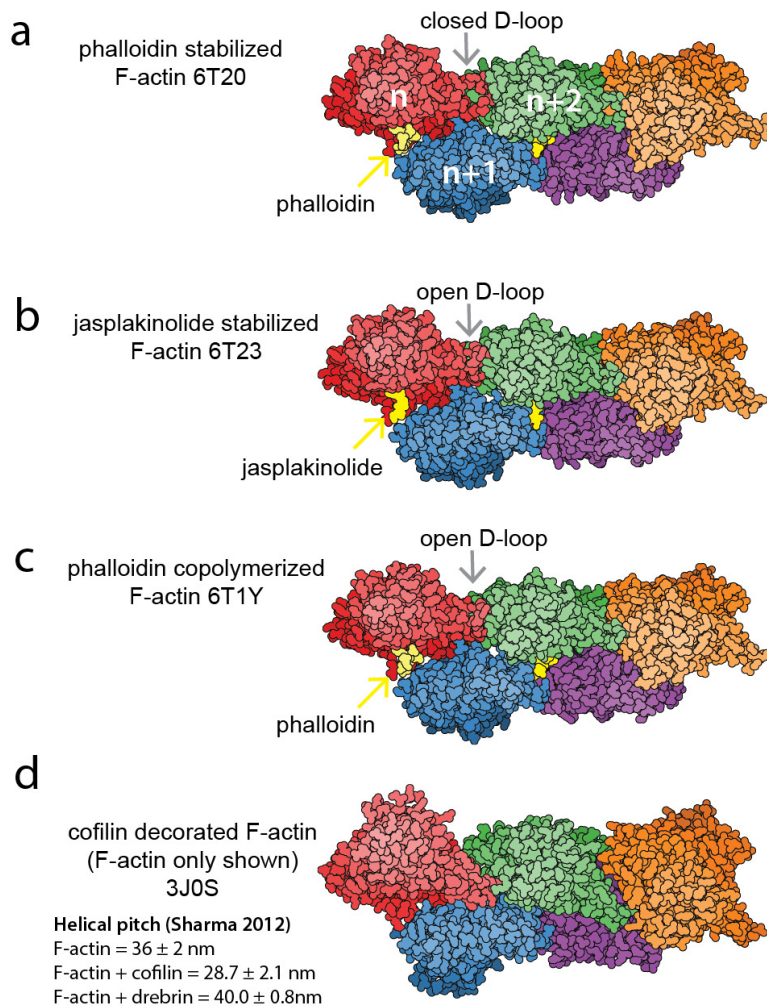 a
phalloidin stabilized
F-actin 6T20
closed D-loop
n
n+2
n+1
phalloidin
b
jasplakinolide stabilized
F-actin 6T23
open D-loop
jasplakinolide
c
phalloidin copolymerized
F-actin 6T1Y
open D-loop
phalloidin
d
cofilin decorated F-actin
(F-actin only shown)
3J0S
Helical pitch (Sharma 2012)
F-actin = 36 ± 2 nm
F-actin + cofilin = 28.7 ± 2.1 nm
F-actin + drebrin = 40.0 ± 0.8nm